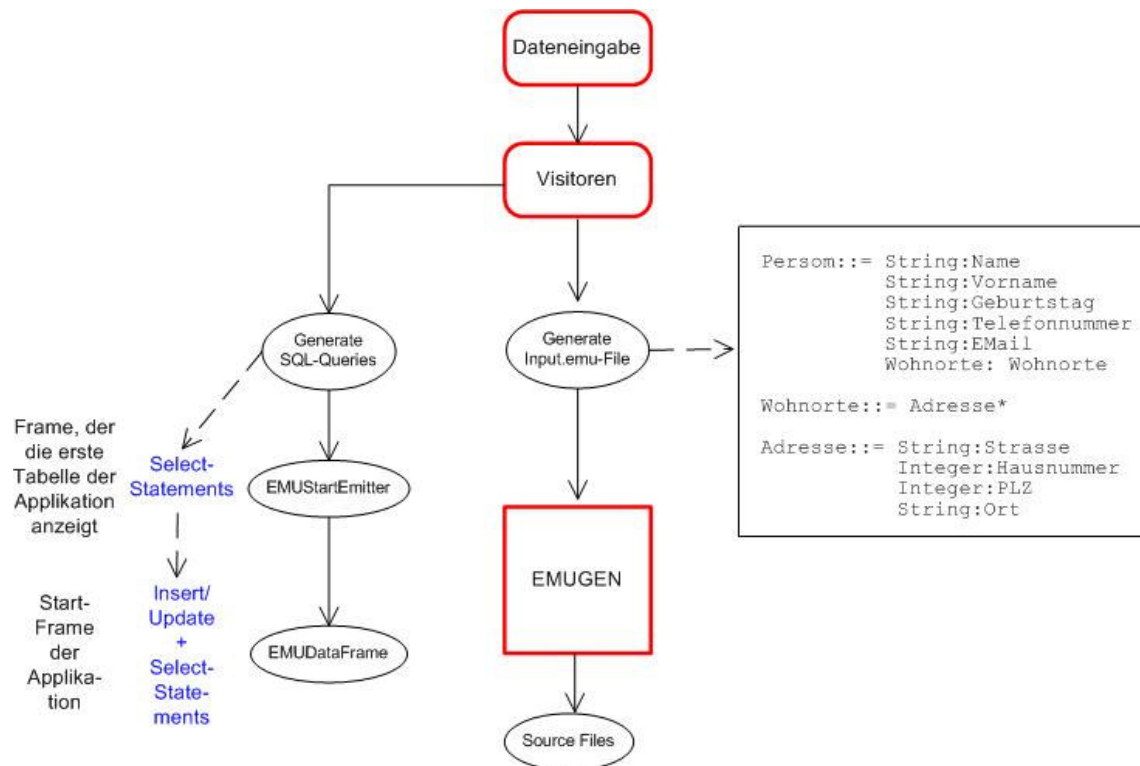 Dateneingabe
Visitoren
Generate
SQL-Queries
Generate
Input.emu-File
Persom::= String:Name
String:Vorname
String:Geburtstag
String:Telefonnummer
String:EMail
Wohnorte: Wohnorte
Wohnorte::= Adresse*
Adresse::= String:Strasse
Integer:Hausnummer
Integer:PLZ
String:Ort
Frame, der
die erste
Tabelle der
Applikation
anzeigt
Select-
Statements
EMUStartEmitter
EMUGEN
Start-
Frame
der
Applika-
tion
Insert/
Update
+
Select-
State-
ments
EMUDataFrame
Source Files